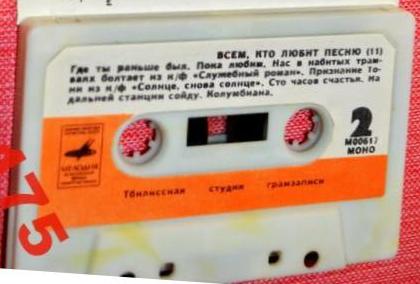 ВСЕМ, КТО ЛЮБИТ ПЕСНЮ (11)
Где ты раньше был. Пока любим. Нас в набитых трам-
ваях болтает из к/ф «Служебный роман». Признание То-
ни из к/ф «Солнце, снова солнце». Сто часов счастья. На
дальней станции сойду. Колумбиана.
2
М00617
МОНО
МЕЛОДИЯ
Тбилисская студия грамзаписи
175